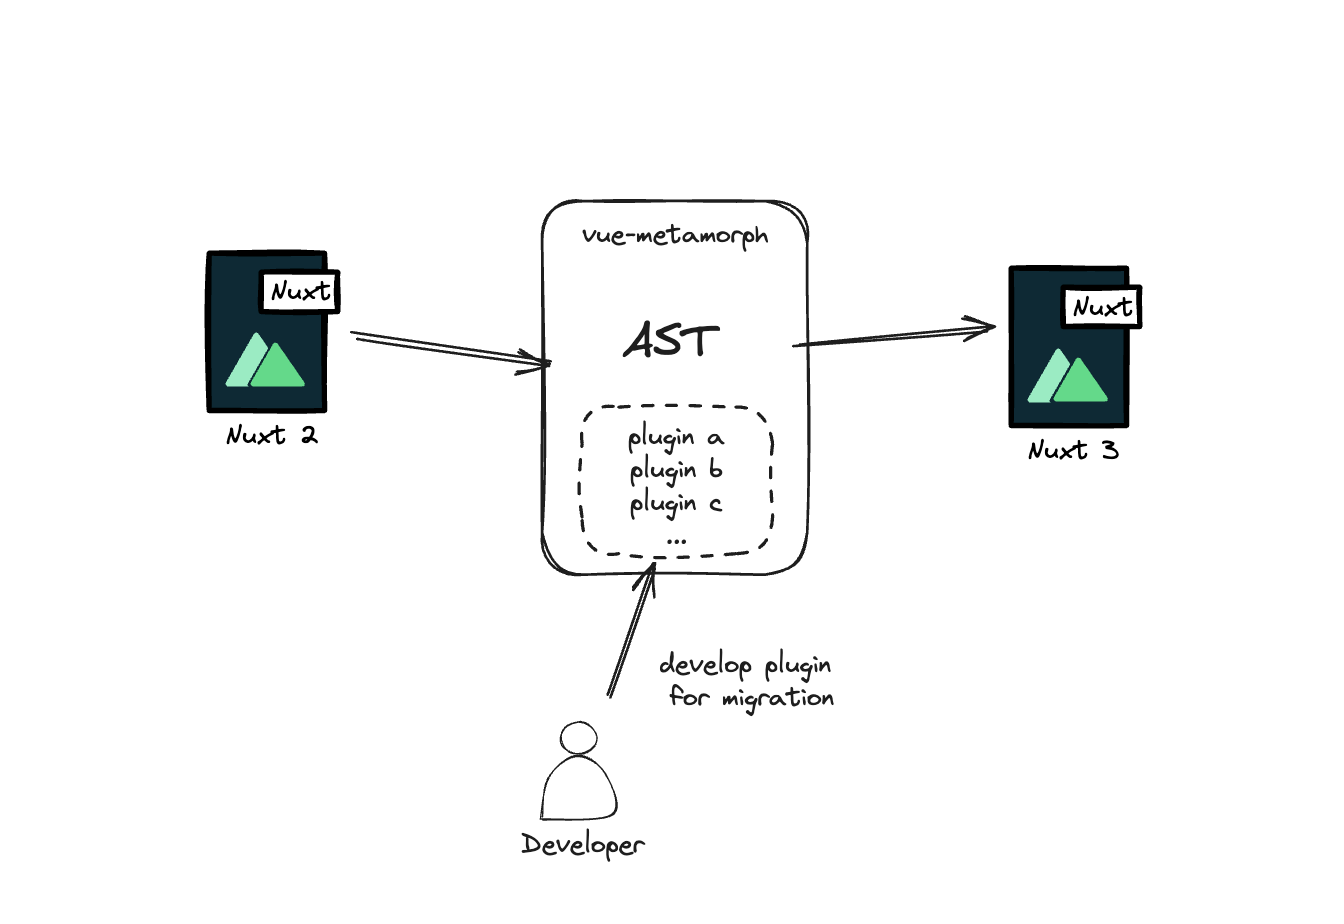 vue-metamorph
Nuxt
Nuxt 2
AST
plugin a
plugin b
plugin c
...
Nuxt
Nuxt 3
develop plugin
for migration
Developer